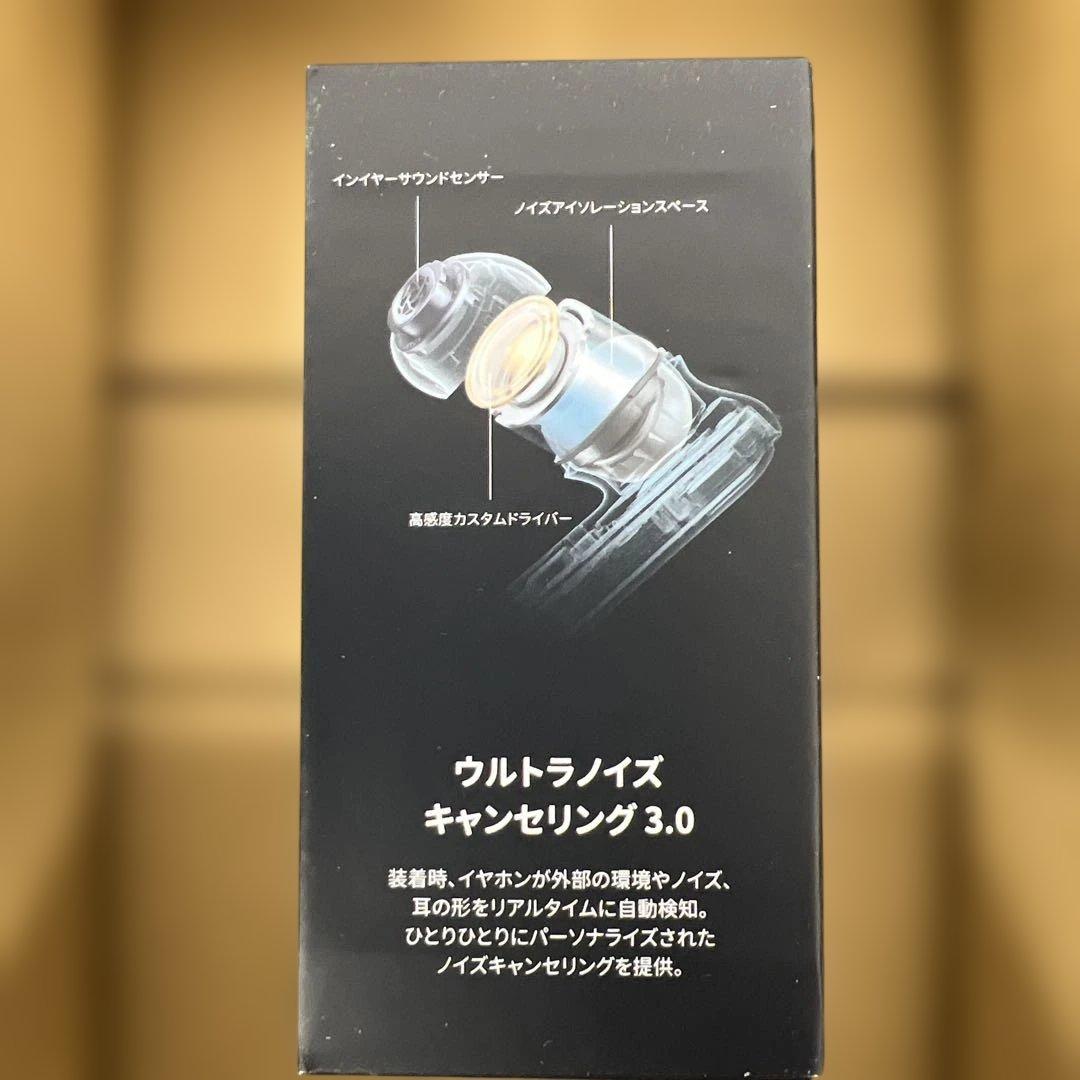 インイヤーサウンドセンサー
ノイズアイソレーションスペース
高感度カスタムドライバー
ウルトラノイズ
キャンセリング 3.0
装着時、イヤホンが外部の環境やノイズ、
耳の形をリアルタイムに自動検知。
ひとりひとりにパーソナライズされた
ノイズキャンセリングを提供。